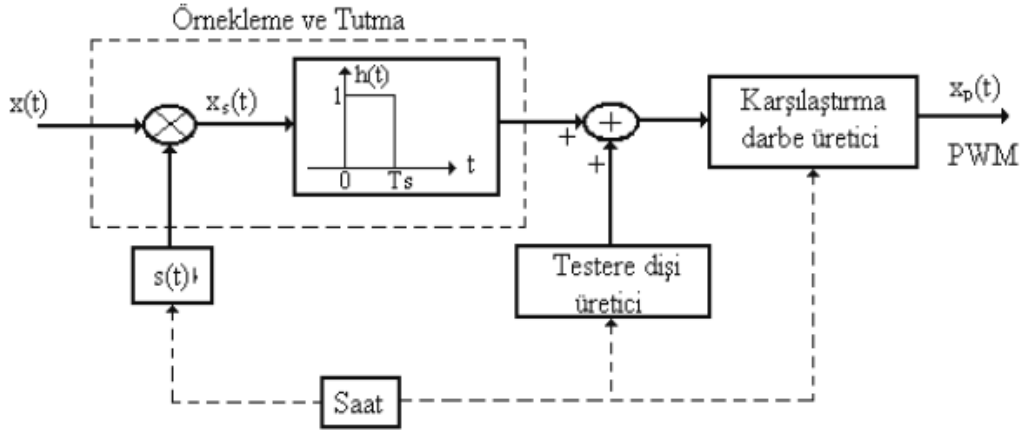 Örnekleme ve Tutma
x(t)
xs(t)
h(t)
1
0
Ts
t
+
+
+
Karşılaştırma
darbe üretici
xp(t)
PWM
s(t)
Testere dişi
üretici
Saat